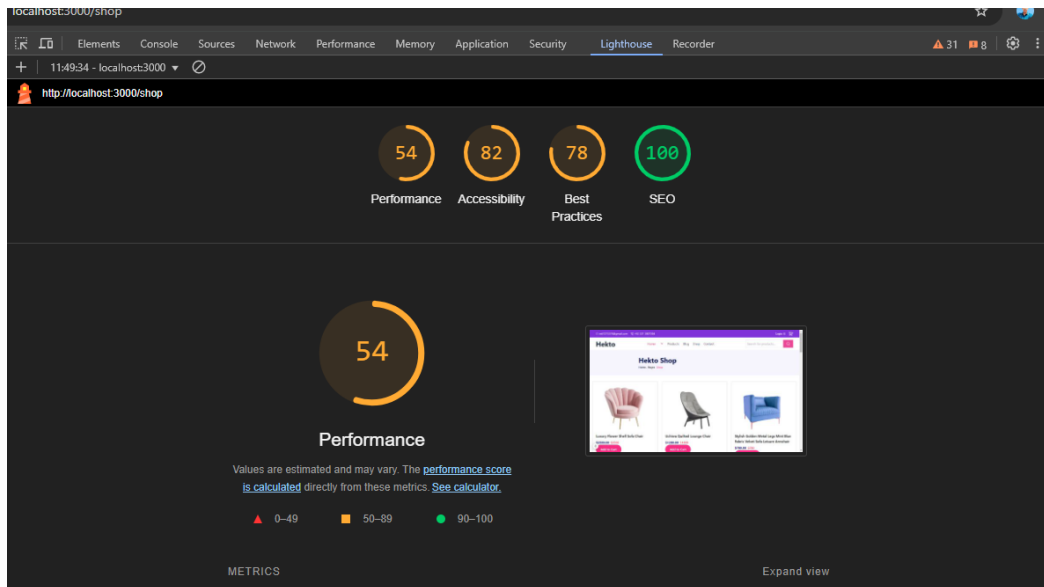 localhost:3000/shop
Elements Console Sources Network Performance Memory Application Security Lighthouse Recorder 31 8
11:49:34 - localhost:3000
http://localhost:3000/shop
54 82 78 100
Performance Accessibility Best Practices SEO
54
Performance
Values are estimated and may vary. The performance score
is calculated directly from these metrics. See calculator.
0–49 50–89 90–100
Hekto
Hekto Shop
METRICS Expand view